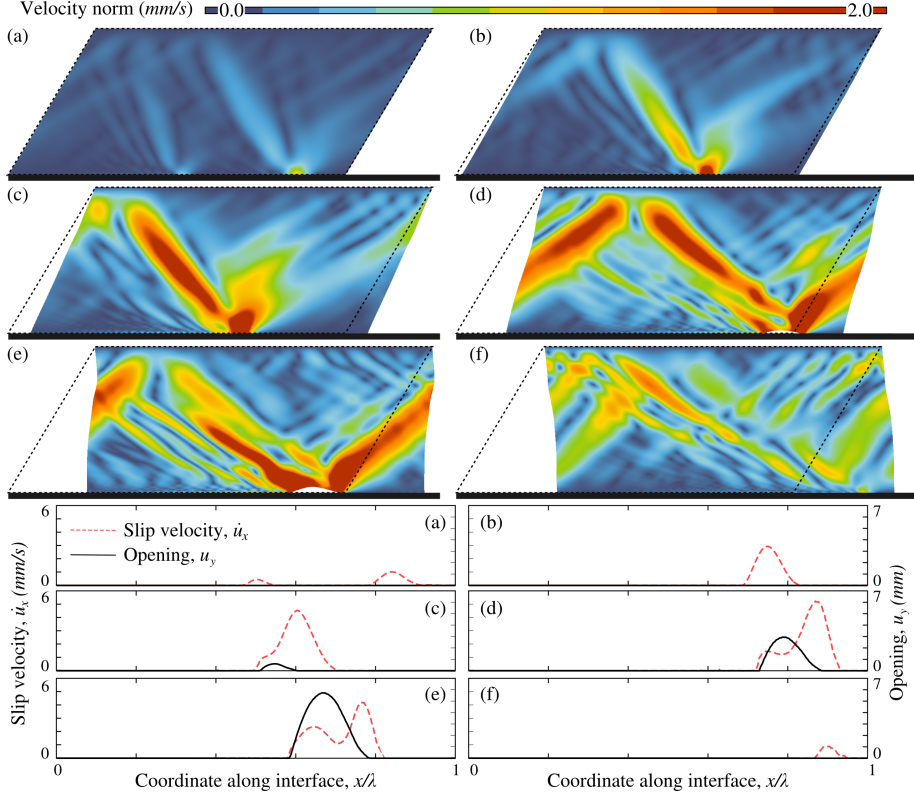 Velocity norm (mm/s) 0.0 2.0
(a) (b)
(c) (d)
(e) (f)
6 (a) (b) 7
Slip velocity, u̇x
Opening, uy
0 0
6 (c) (d) 7
0 0
6 (e) (f) 7
0 0
Slip velocity, u̇x (mm/s)
Opening, uy (mm)
0 1 0 1
Coordinate along interface, x/λ Coordinate along interface, x/λ